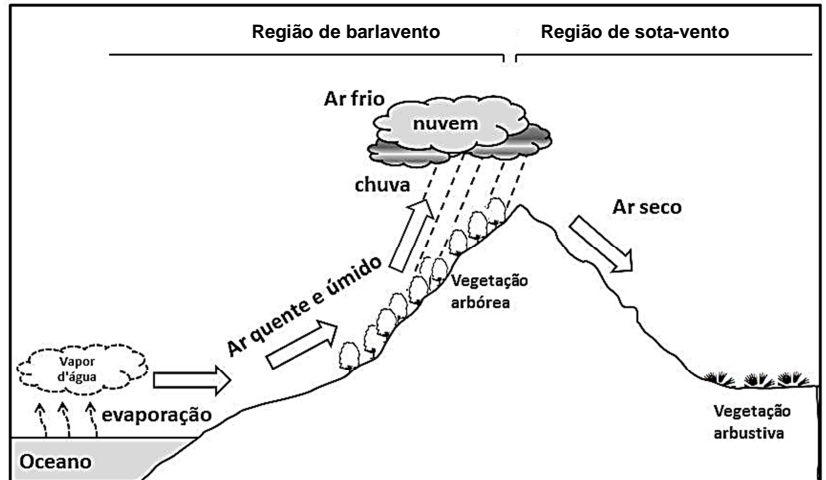 Região de barlavento
Região de sota-vento
Ar frio
nuvem
chuva
Ar seco
Ar quente e úmido
Vegetação
arbórea
Vapor
d'água
evaporação
Vegetação
arbustiva
Oceano